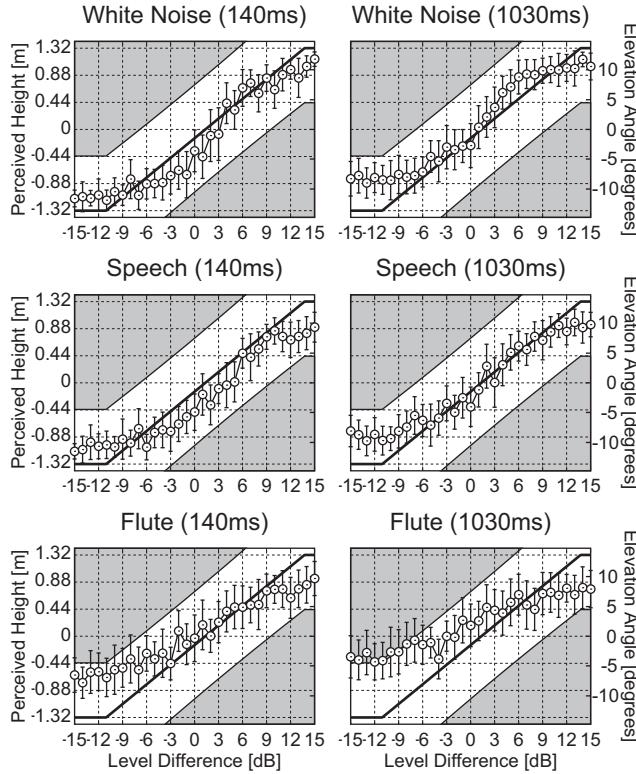 White Noise (140ms)
White Noise (1030ms)
Perceived Height [m]
1.32
0.88
0.44
0
-0.44
-0.88
-1.32
-15-12 -9 -6 -3 0 3 6 9 12 15
-15-12 -9 -6 -3 0 3 6 9 12 15
10
5
0
-5
-10
Elevation Angle [degrees]
Speech (140ms)
Speech (1030ms)
Perceived Height [m]
1.32
0.88
0.44
0
-0.44
-0.88
-1.32
-15-12 -9 -6 -3 0 3 6 9 12 15
-15-12 -9 -6 -3 0 3 6 9 12 15
10
5
0
-5
-10
Elevation Angle [degrees]
Flute (140ms)
Flute (1030ms)
Perceived Height [m]
1.32
0.88
0.44
0
-0.44
-0.88
-1.32
-15-12 -9 -6 -3 0 3 6 9 12 15
-15-12 -9 -6 -3 0 3 6 9 12 15
10
5
0
-5
-10
Elevation Angle [degrees]
Level Difference [dB]
Level Difference [dB]